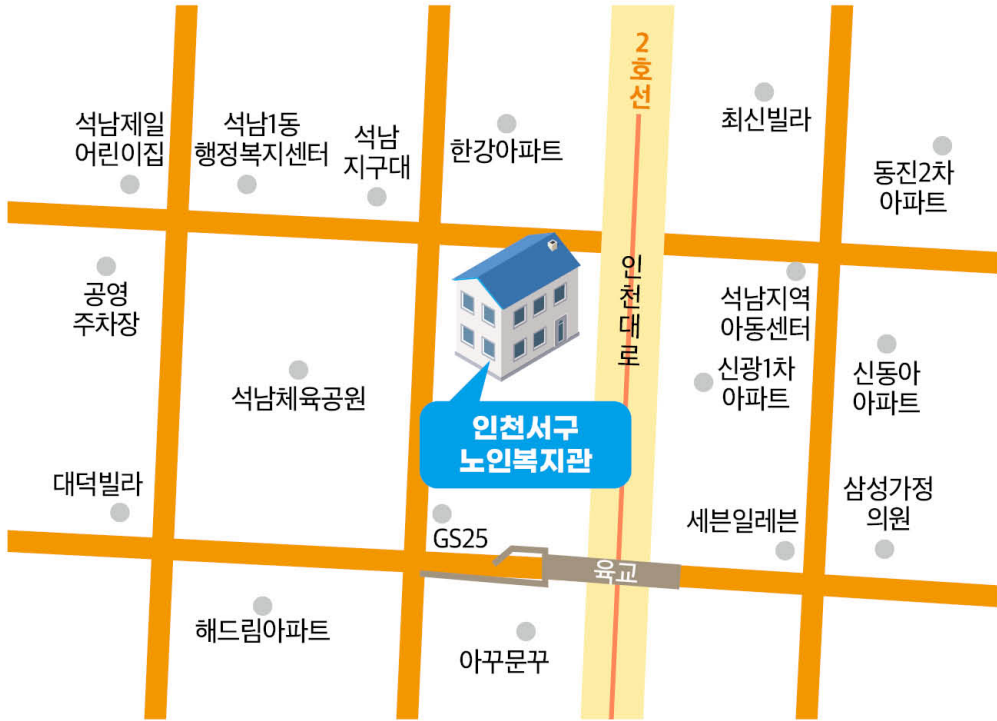 2호선
석남제일
어린이집
석남1동
행정복지센터
석남
지구대
한강아파트
최신빌라
동진2차
아파트
공영
주차장
인천대로
석남지역
아동센터
석남체육공원
신광1차
아파트
신동아
아파트
인천서구
노인복지관
대덕빌라
GS25
세븐일레븐
삼성가정
의원
육교
해드림아파트
아꾸문꾸